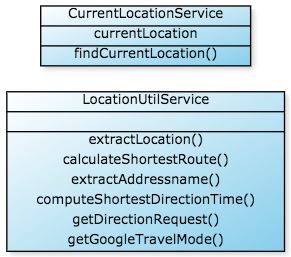 CurrentLocationService
currentLocation
findCurrentLocation()
LocationUtilService
extractLocation()
calculateShortestRoute()
extractAddressname()
computeShortestDirectionTime()
getDirectionRequest()
getGoogleTravelMode()